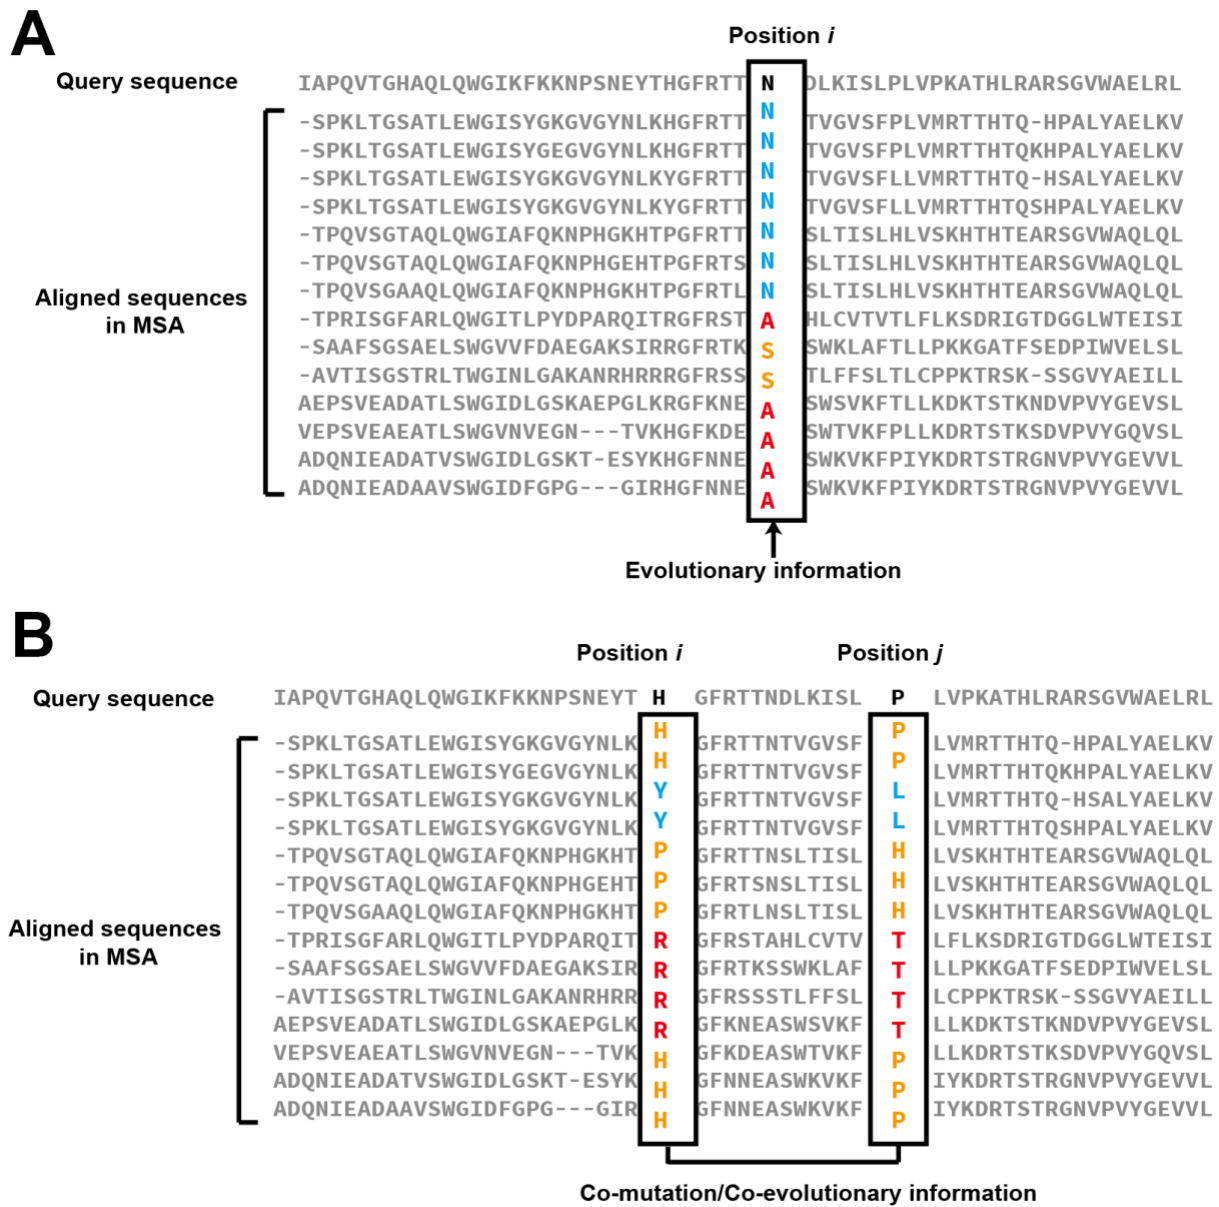 A
Position i
Query sequence
IAPQVTGHAQLQWGIKFKKNPSNEYTHGFRTT N DLKISLPLVPKATHLRARSGVWAELRL
-SPKLTGSATLEWGISYGKGVGYNLKHGFRTT N TVGVSFPLVMRTTHTQ-HPALYAELKV
-SPKLTGSATLEWGISYGEGVGYNLKHGFRTT N TVGVSFPLVMRTTHTQKHPALYAELKV
-SPKLTGSATLEWGISYGKGVGYNLKYGFRTT N TVGVSFLLVMRTTHTQ-HSALYAELKV
-SPKLTGSATLEWGISYGKGVGYNLKYGFRTT N TVGVSFLLVMRTTHTQSHPALYAELKV
-TPQVSGTAQLQWGIAFQKNPHGKHTPGFRTT N SLTISLHLVSKHTHTEARSGVWAQLQL
-TPQVSGTAQLQWGIAFQKNPHGEHTPGFRTS N SLTISLHLVSKHTHTEARSGVWAQLQL
-TPQVSGAAQLQWGIAFQKNPHGKHTPGFRTL N SLTISLHLVSKHTHTEARSGVWAQLQL
-TPRISGFARLQWGITLPYDPARQITRGFRST A HLCVTVTLFLKSDRIGTDGGLWTEISI
-SAAFSGSAELSWGVVFDAEGAKSIRRGFRTK S SWKLAFTLLPKKGATFSEDPIWVELSL
-AVTISGSTRLTWGINLGAKANRHRRRGFRSS S TLFFSLTLCPPKTRSK-SSGVYAEILL
AEPSVEADATLSWGIDLGSKAEPGLKRGFKNE A SWSVKFTLLKDKTSTKNDVPVYGEVSL
VEPSVEAEATLSWGVNVEGN---TVKHGFKDE A SWTVKFPLLKDRTSTKSDVPVYGQVSL
ADQNIEADATVSWGIDLGSKT-ESYKHGFNNE A SWKVKFPIYKDRTSTRGNVPVYGEVVL
ADQNIEADAAVSWGIDFGPG---GIRHGFNNE A SWKVKFPIYKDRTSTRGNVPVYGEVVL
Aligned sequences
in MSA
Evolutionary information
B
Position i
Position j
Query sequence
IAPQVTGHAQLQWGIKFKKNPSNEYT H GFRTTNDLKISL P LVPKATHLRARSGVWAELRL
-SPKLTGSATLEWGISYGKGVGYNLK H GFRTTNTVGVSF P LVMRTTHTQ-HPALYAELKV
-SPKLTGSATLEWGISYGEGVGYNLK H GFRTTNTVGVSF P LVMRTTHTQKHPALYAELKV
-SPKLTGSATLEWGISYGKGVGYNLK Y GFRTTNTVGVSF L LVMRTTHTQ-HSALYAELKV
-SPKLTGSATLEWGISYGKGVGYNLK Y GFRTTNTVGVSF L LVMRTTHTQSHPALYAELKV
-TPQVSGTAQLQWGIAFQKNPHGKHT P GFRTTNSLTISL H LVSKHTHTEARSGVWAQLQL
-TPQVSGTAQLQWGIAFQKNPHGEHT P GFRTSNSLTISL H LVSKHTHTEARSGVWAQLQL
-TPQVSGAAQLQWGIAFQKNPHGKHT P GFRTLNSLTISL H LVSKHTHTEARSGVWAQLQL
-TPRISGFARLQWGITLPYDPARQIT R GFRSTAHLCVTV T LFLKSDRIGTDGGLWTEISI
-SAAFSGSAELSWGVVFDAEGAKSIR R GFRTKSSWKLAF T LLPKKGATFSEDPIWVELSL
-AVTISGSTRLTWGINLGAKANRHRR R GFRSSSTLFFSL T LCPPKTRSK-SSGVYAEILL
AEPSVEADATLSWGIDLGSKAEPGLK R GFKNEASWSVKF T LLKDKTSTKNDVPVYGEVSL
VEPSVEAEATLSWGVNVEGN---TVK H GFKDEASWTVKF P LLKDRTSTKSDVPVYGQVSL
ADQNIEADATVSWGIDLGSKT-ESYK H GFNNEASWKVKF P IYKDRTSTRGNVPVYGEVVL
ADQNIEADAAVSWGIDFGPG---GIR H GFNNEASWKVKF P IYKDRTSTRGNVPVYGEVVL
Aligned sequences
in MSA
Co-mutation/Co-evolutionary information